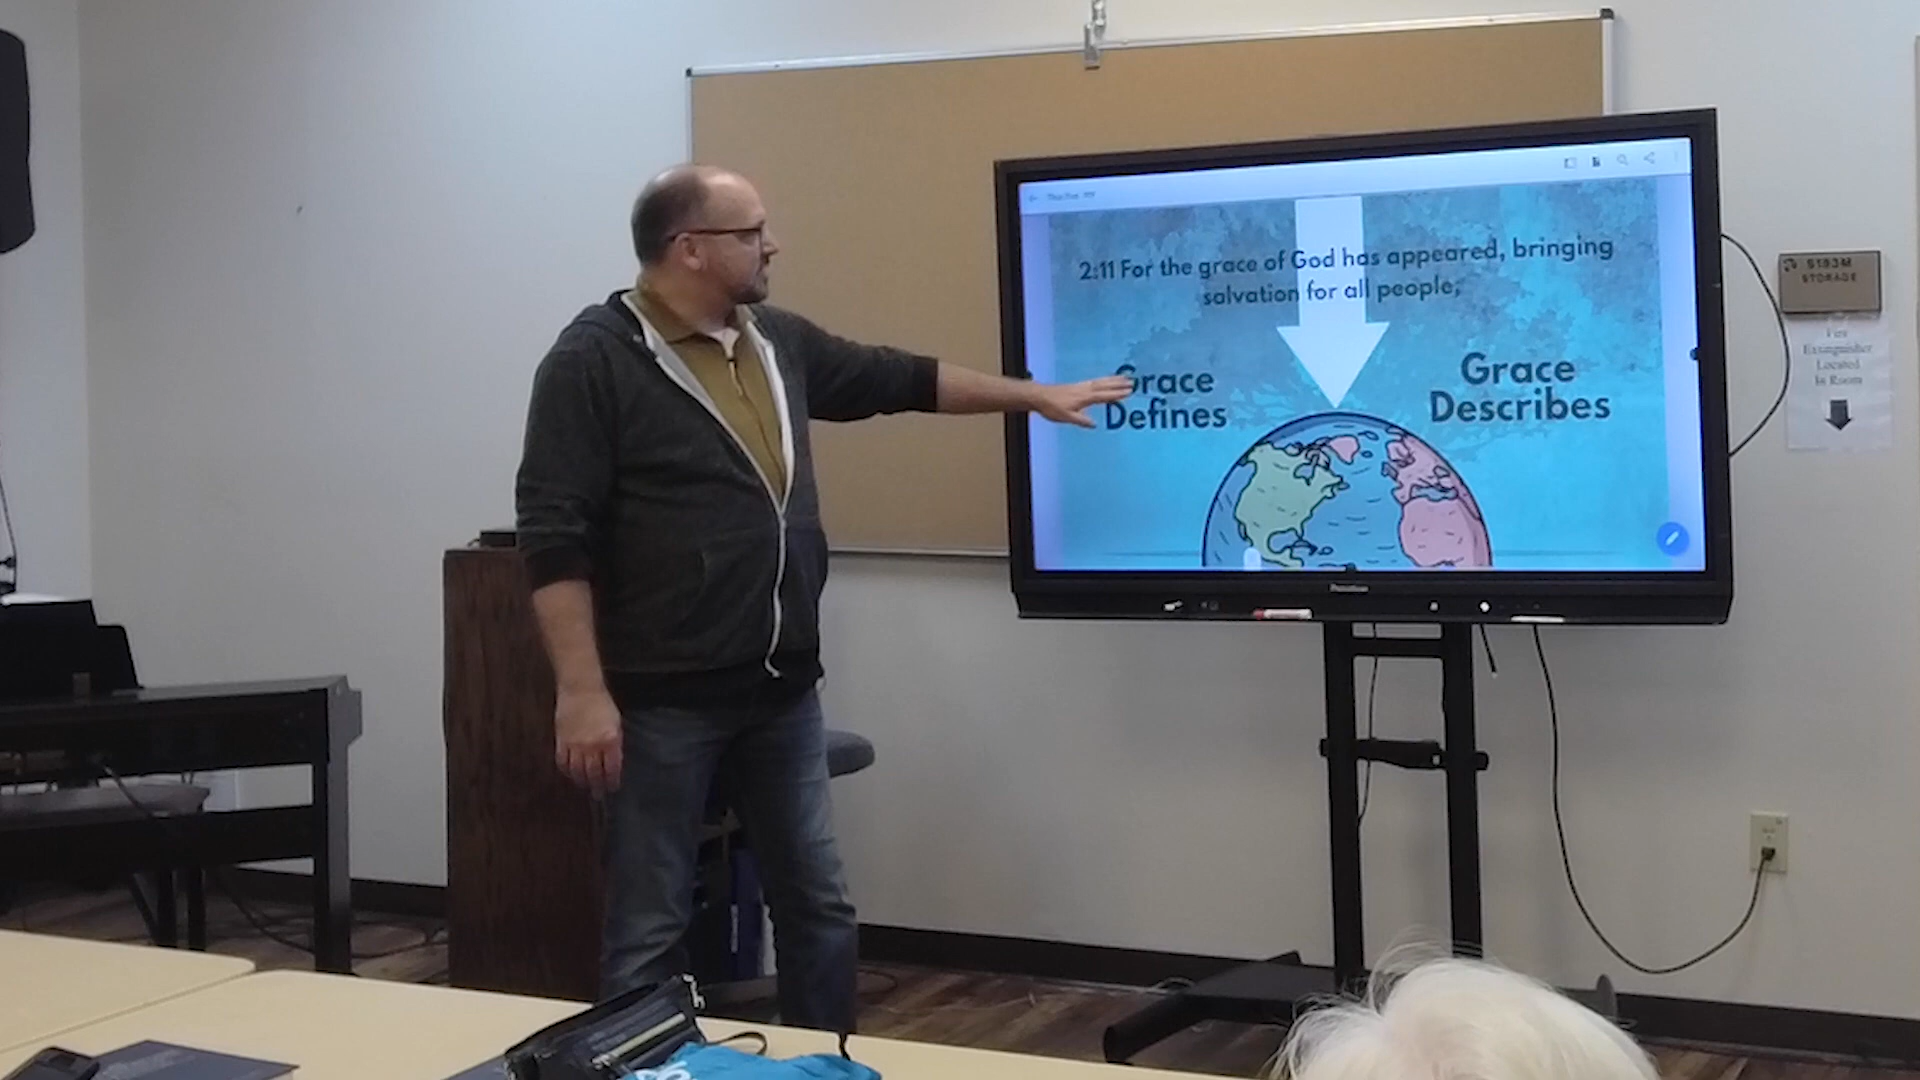 2:11 For the grace of God has appeared, bringing
salvation for all people;
Grace
Defines
Grace
Describes
S183M
STORAGE
Fire
Extinguisher
Located
In Room